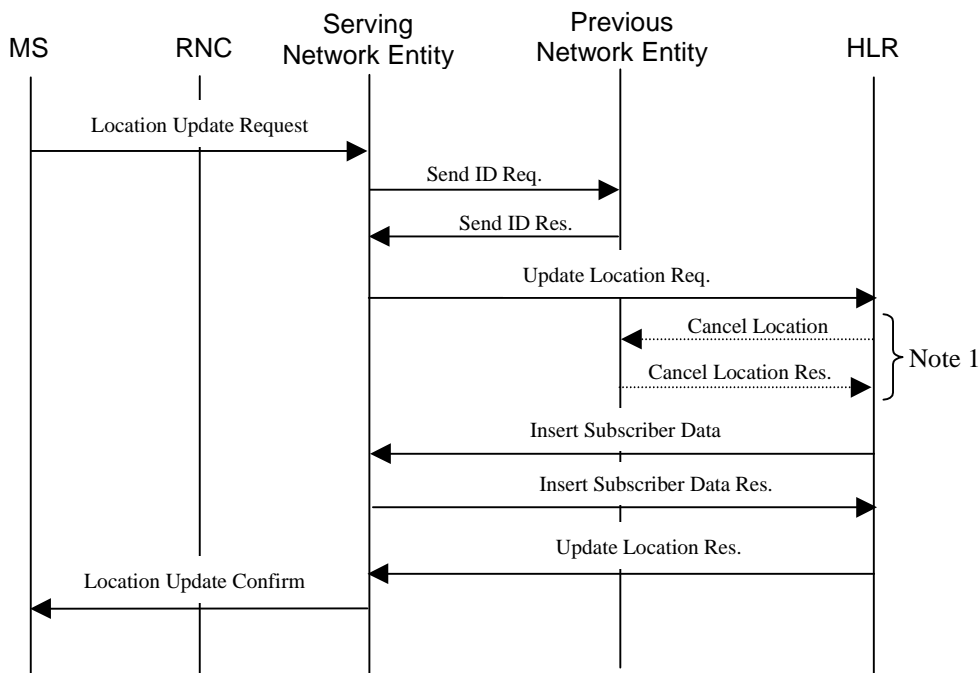 MS
RNC
Serving
Network Entity
Previous
Network Entity
HLR
Location Update Request
Send ID Req.
Send ID Res.
Update Location Req.
Cancel Location
Note 1
Cancel Location Res.
Insert Subscriber Data
Insert Subscriber Data Res.
Update Location Res.
Location Update Confirm